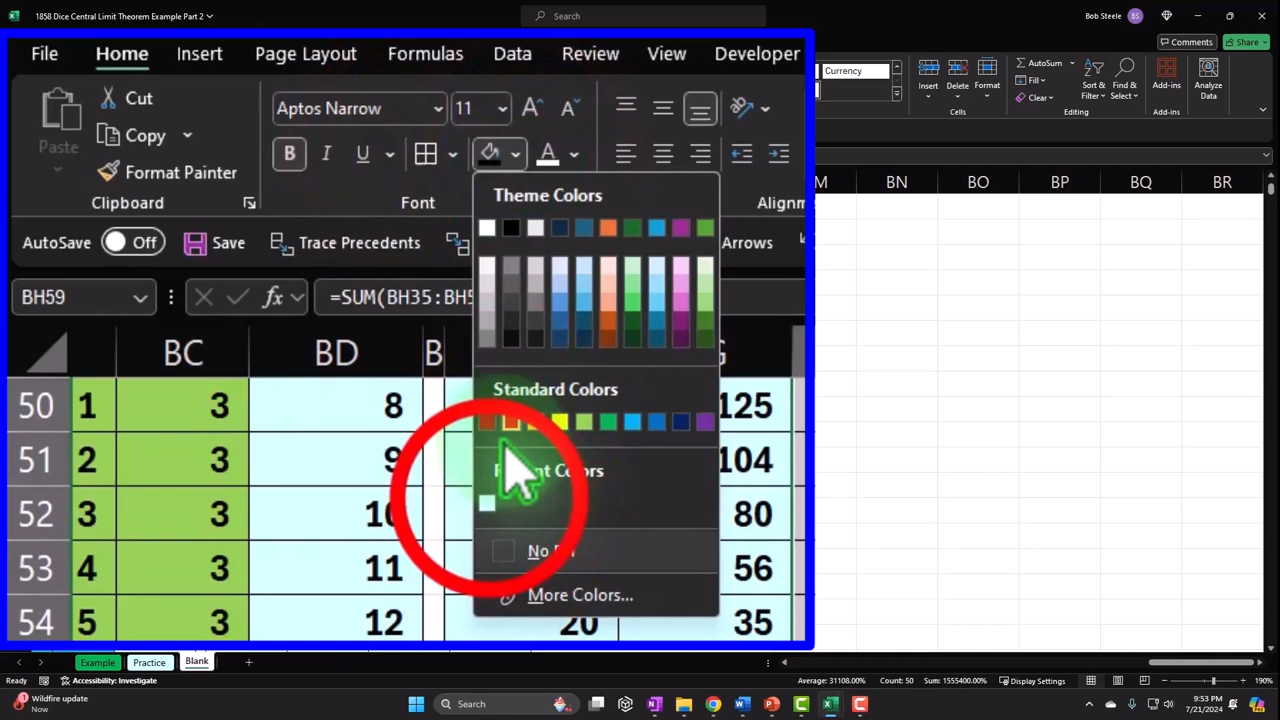 1858 Dice Central Limit Theorem Example Part 2
Search
Bob Steele
BS
File
Home
Insert
Page Layout
Formulas
Data
Review
View
Developer
Comments
Share
Paste
Cut
Copy
Format Painter
Clipboard
Aptos Narrow
11
B
I
U
A
Font
Theme Colors
Currency
Insert
Delete
Format
Cells
AutoSum
Fill
Clear
Sort & Filter
Find & Select
Editing
Add-ins
Add-ins
Analyze Data
AutoSave
Off
Save
Trace Precedents
Arrows
BH59
fx
=SUM(BH35:BH5
BC
BD
B
G
M
BN
BO
BP
BQ
BR
Standard Colors
50 1 3 8 125
51 2 3 9 104
52 3 3 10 80
53 4 3 11 56
54 5 3 12 20 35
Colors
No
More Colors...
Example
Practice
Blank
Ready
Accessibility: Investigate
Average: 31108.00%
Count: 50
Sum: 1555400.00%
Display Settings
190%
Wildfire update
Now
Search
9:53 PM
7/21/2024